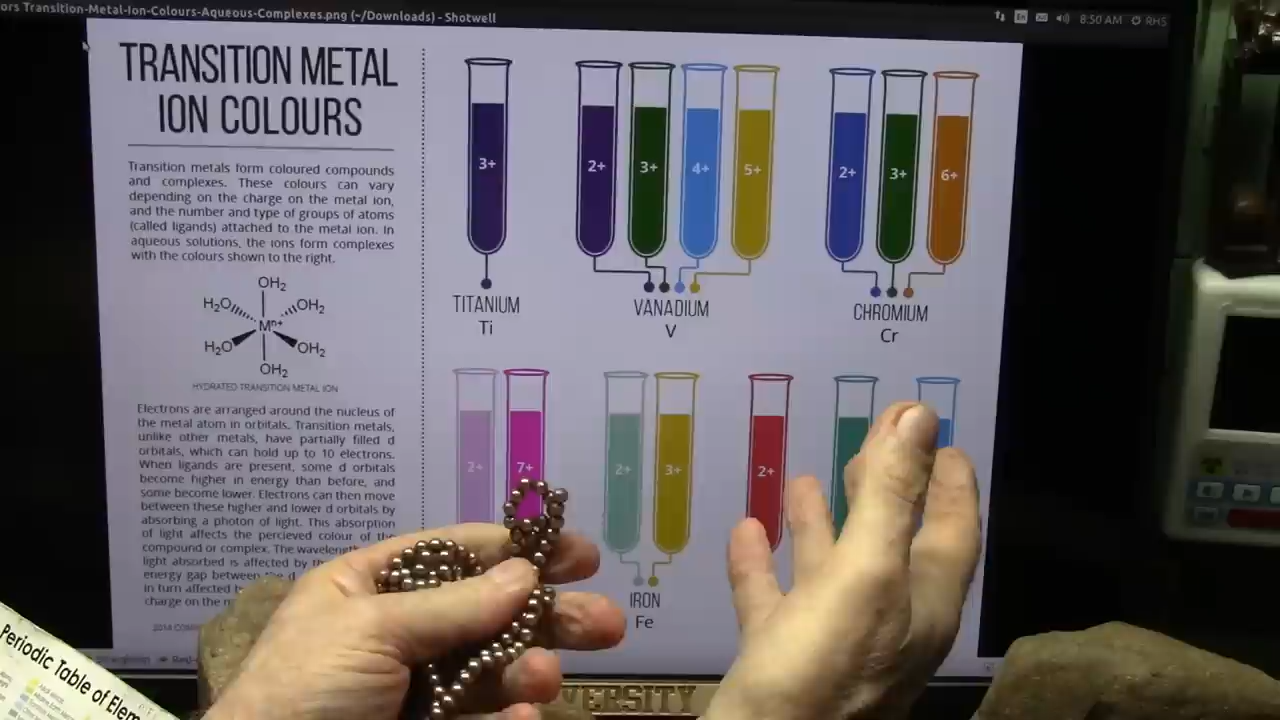 ors Transition-Metal-Ion-Colours-Aqueous-Complexes.png (~/Downloads) - Shotwell
En
8:50 AM
RHS
TRANSITION METAL
ION COLOURS
Transition metals form coloured compounds
and complexes. These colours can vary
depending on the charge on the metal ion,
and the number and type of groups of atoms
(called ligands) attached to the metal ion. In
aqueous solutions, the ions form complexes
with the colours shown to the right.
OH₂
H₂O
OH₂
Mⁿ⁺
H₂O
OH₂
OH₂
HYDRATED TRANSITION METAL ION
Electrons are arranged around the nucleus of
the metal atom in orbitals. Transition metals,
unlike other metals, have partially filled d
orbitals, which can hold up to 10 electrons.
When ligands are present, some d orbitals
become higher in energy than before, and
some become lower. Electrons can then move
between these higher and lower d orbitals by
absorbing a photon of light. This absorption
of light affects the percieved colour of the
compound or complex. The wavelength
light absorbed is affected by
energy gap between the d
in turn affected
charge on the
3+
TITANIUM
Ti
2+
3+
4+
5+
VANADIUM
V
2+
3+
6+
CHROMIUM
Cr
2+
7+
2+
3+
IRON
Fe
2+
Periodic Table of Elem
VERSITY